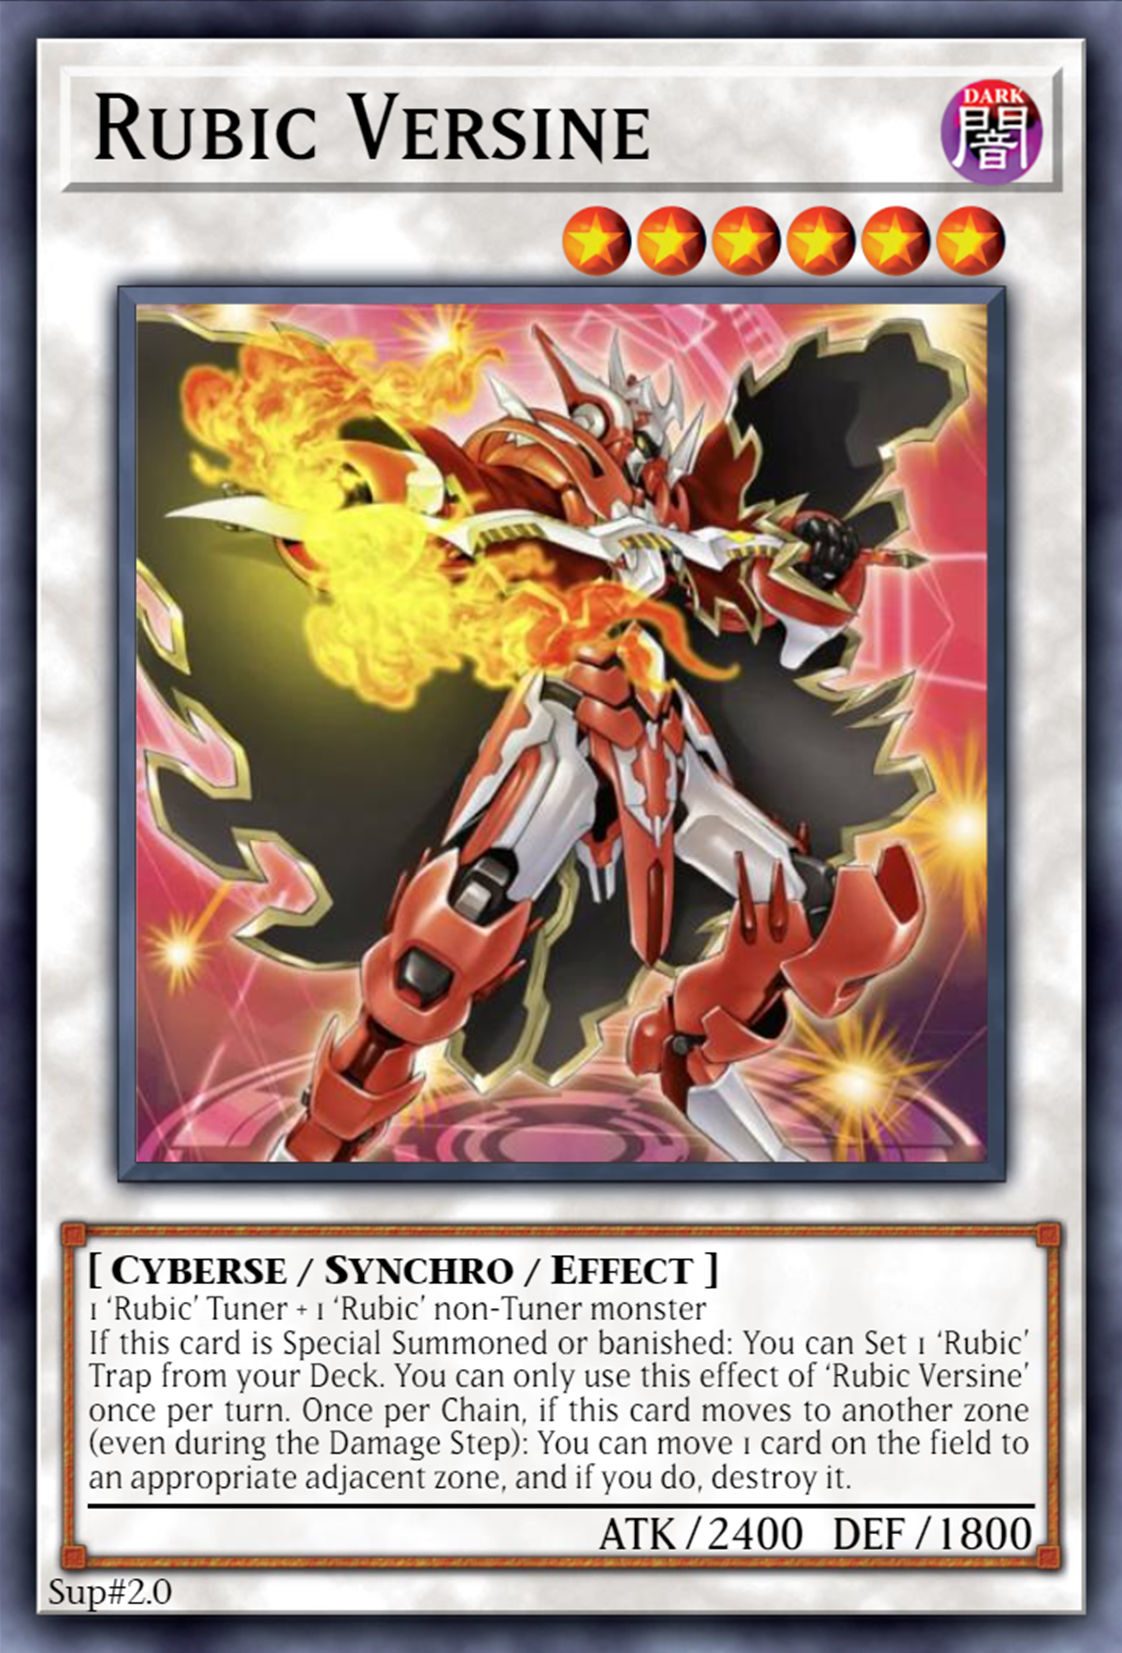 Rubic Versine
DARK
闇
[ Cyberse / Synchro / Effect ]
1 ‘Rubic’ Tuner + 1 ‘Rubic’ non-Tuner monster
If this card is Special Summoned or banished: You can Set 1 ‘Rubic’
Trap from your Deck. You can only use this effect of ‘Rubic Versine’
once per turn. Once per Chain, if this card moves to another zone
(even during the Damage Step): You can move 1 card on the field to
an appropriate adjacent zone, and if you do, destroy it.
ATK/2400 DEF/1800
Sup#2.0